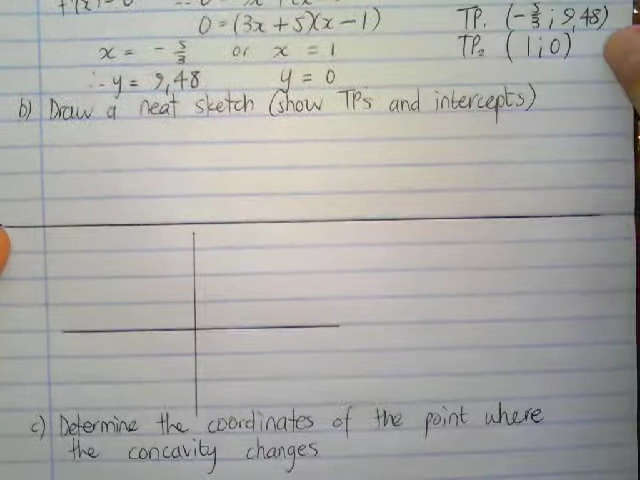 0 = (3x + 5)(x - 1) TP₁ (-5/3 ; 9,48)
x = - 5/3 or x = 1 TP₂ (1 ; 0)
∴ y = 9,48 y = 0
b) Draw a neat sketch (show TPs and intercepts)
c) Determine the coordinates of the point where
the concavity changes